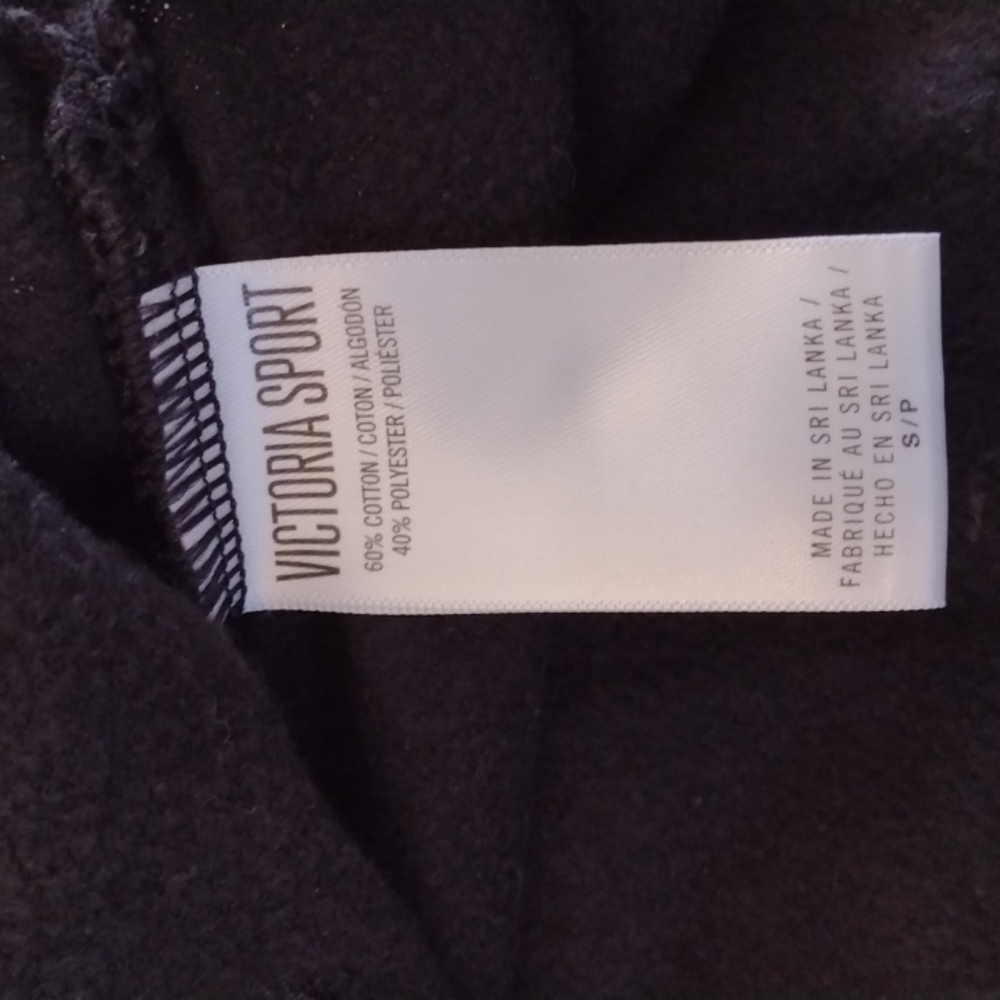 VICTORIA SPORT
60% COTTON / COTON / ALGODÓN
40% POLYESTER / POLIÉSTER
MADE IN SRI LANKA /
FABRIQUÉ AU SRI LANKA /
HECHO EN SRI LANKA
S/P